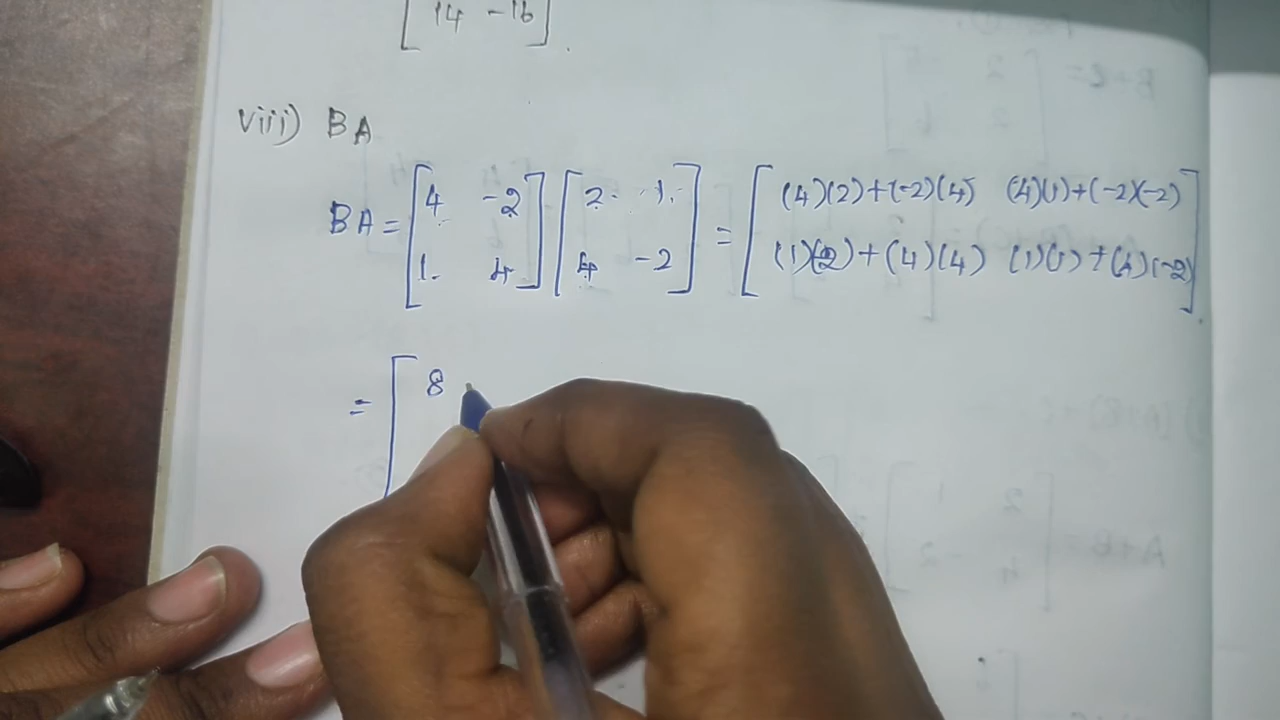 [14 -16].
viii) BA
BA = [4 -2] [2 1] = [(4)(2)+(-2)(4) (4)(1)+(-2)(-2)]
[1 4] [4 -2] [(1)(2)+(4)(4) (1)(1)+(4)(-2)]
= [8